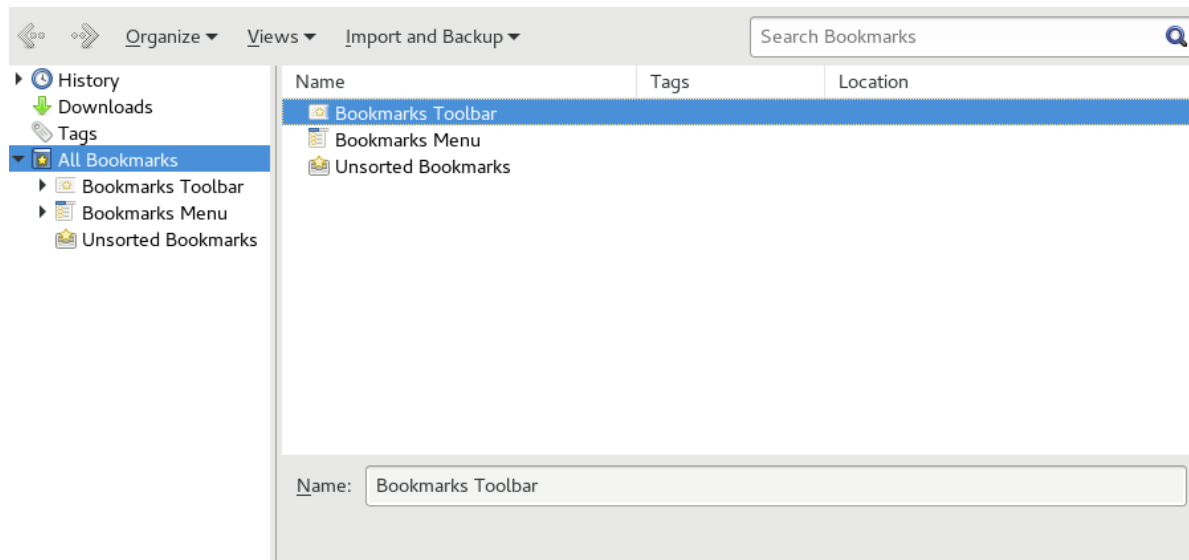 Organize Views Import and Backup Search Bookmarks
History
Downloads
Tags
All Bookmarks
Bookmarks Toolbar
Bookmarks Menu
Unsorted Bookmarks
Name Tags Location
Bookmarks Toolbar
Bookmarks Menu
Unsorted Bookmarks
Name: Bookmarks Toolbar